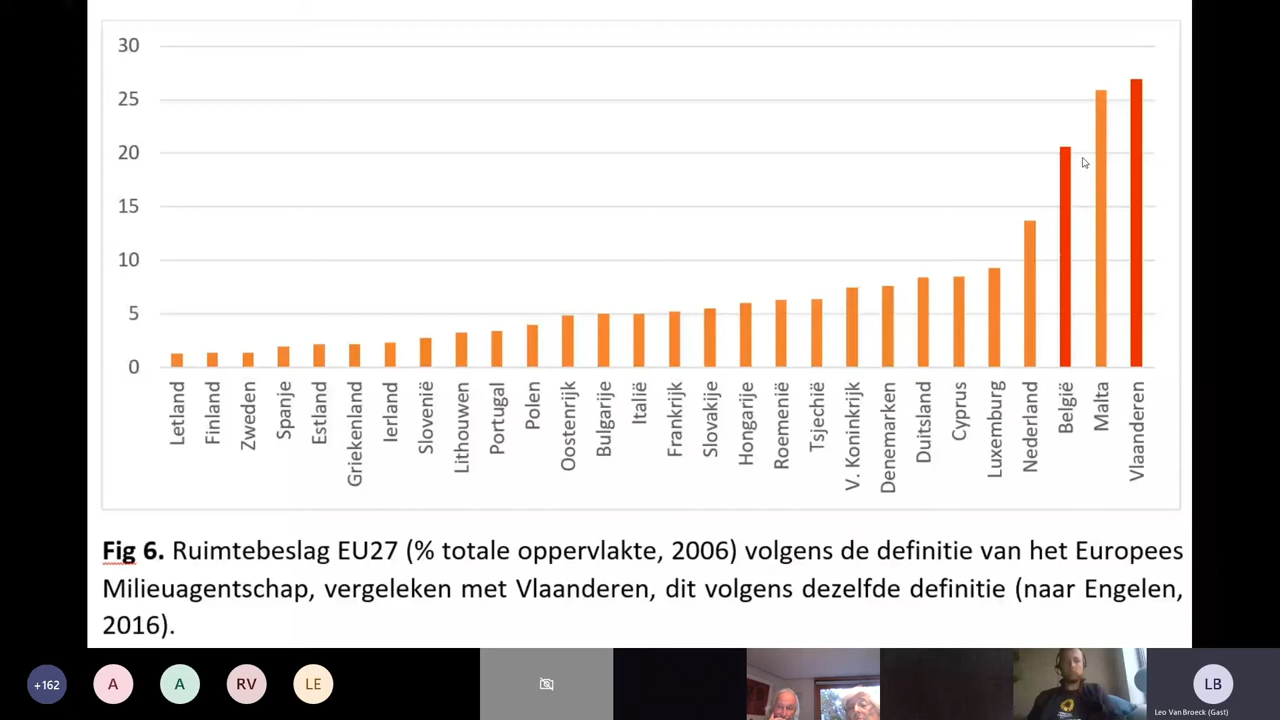 30
25
20
15
10
5
0
Letland
Finland
Zweden
Spanje
Estland
Griekenland
Ierland
Slovenië
Lithouwen
Portugal
Polen
Oostenrijk
Bulgarije
Italië
Frankrijk
Slovakije
Hongarije
Roemenië
Tsjechië
V. Koninkrijk
Denemarken
Duitsland
Cyprus
Luxemburg
Nederland
België
Malta
Vlaanderen
Fig 6. Ruimtebeslag EU27 (% totale oppervlakte, 2006) volgens de definitie van het Europees
Milieuagentschap, vergeleken met Vlaanderen, dit volgens dezelfde definitie (naar Engelen,
2016).
+162
A
A
RV
LE
LB
Leo VanBroeck (Gast)